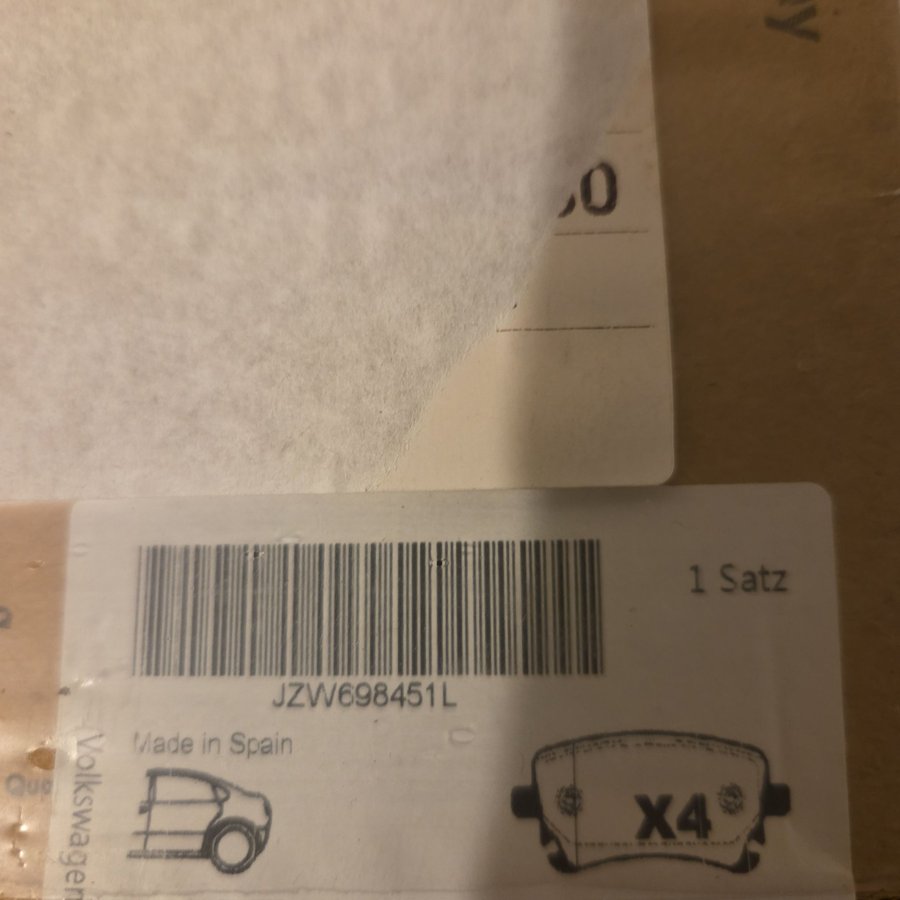 1 Satz
JZW698451L
Made in Spain
Volkswagen
X4